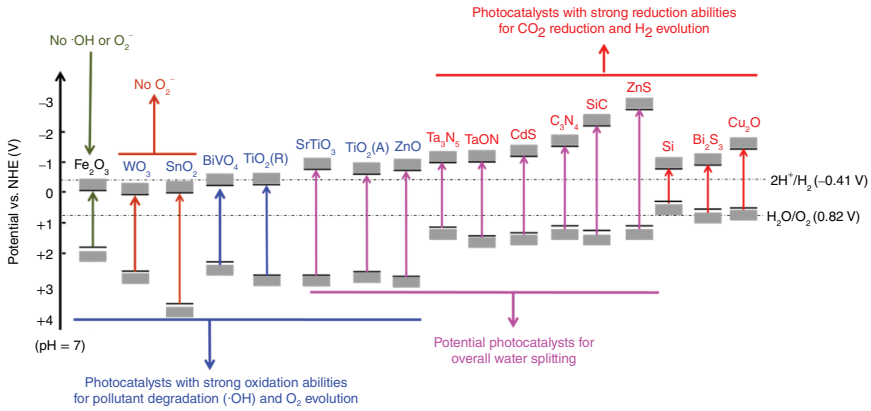 Photocatalysts with strong reduction abilities
for CO₂ reduction and H₂ evolution
No ·OH or O₂⁻
No O₂⁻
ZnS
SiC
Cu₂O
C₃N₄
SrTiO₃
Ta₃N₅
TaON
CdS
Si
Bi₂S₃
Fe₂O₃
WO₃
SnO₂
BiVO₄
TiO₂(R)
TiO₂(A)
ZnO
Potential vs. NHE (V)
−3
−2
−1
0
+1
+2
+3
+4
(pH = 7)
2H⁺/H₂ (−0.41 V)
H₂O/O₂ (0.82 V)
Potential photocatalysts for
overall water splitting
Photocatalysts with strong oxidation abilities
for pollutant degradation (·OH) and O₂ evolution